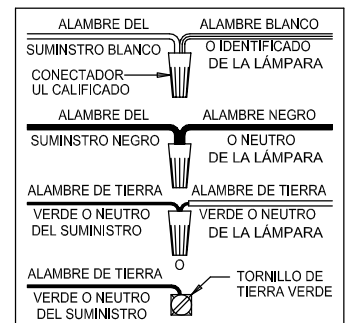 ALAMBRE DEL ALAMBRE BLANCO
SUMINSTRO BLANCO O IDENTIFICADO
CONECTADOR DE LA LÁMPARA
UL CALIFICADO
ALAMBRE DEL ALAMBRE NEGRO
SUMINSTRO NEGRO O NEUTRO
DE LA LÁMPARA
ALAMBRE DE TIERRA ALAMBRE DE TIERRA
VERDE O NEUTRO VERDE O NEUTRO
DEL SUMINISTRO DE LA LÁMPARA
O
ALAMBRE DE TIERRA TORNILLO DE
VERDE O NEUTRO TIERRA VERDE
DEL SUMINISTRO